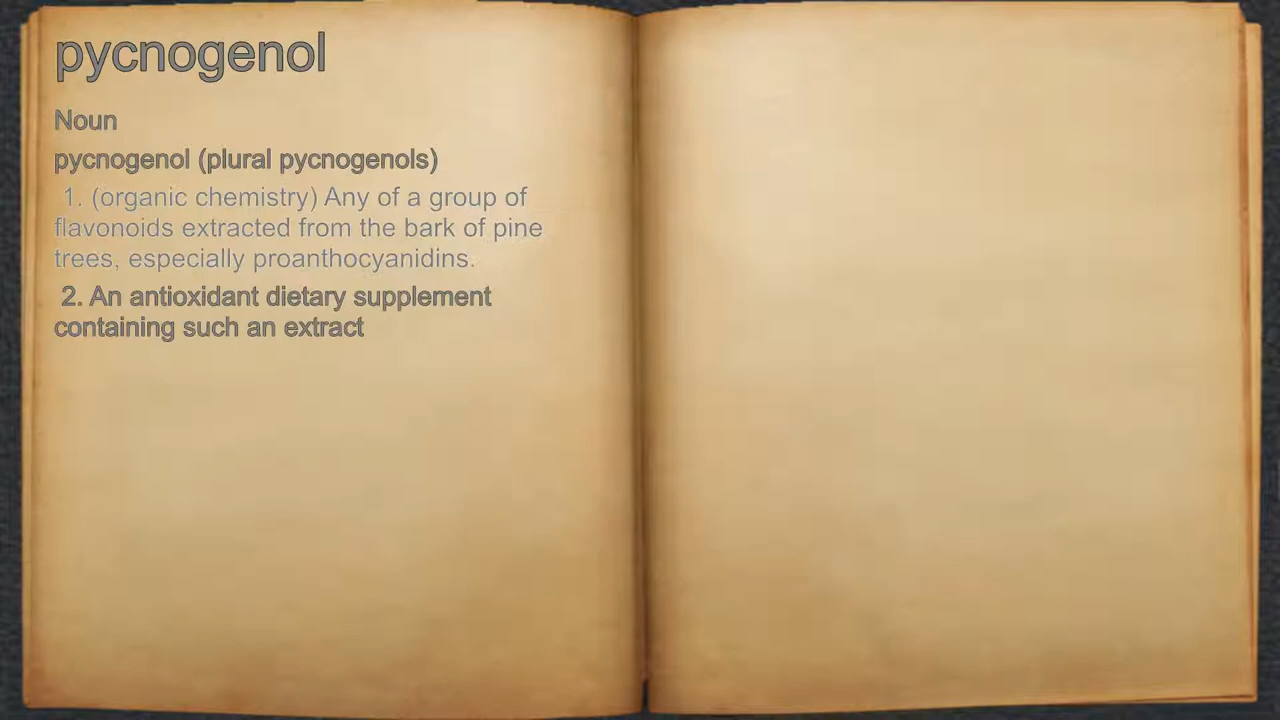 pycnogenol
Noun
pycnogenol (plural pycnogenols)
1. (organic chemistry) Any of a group of
flavonoids extracted from the bark of pine
trees, especially proanthocyanidins.
2. An antioxidant dietary supplement
containing such an extract